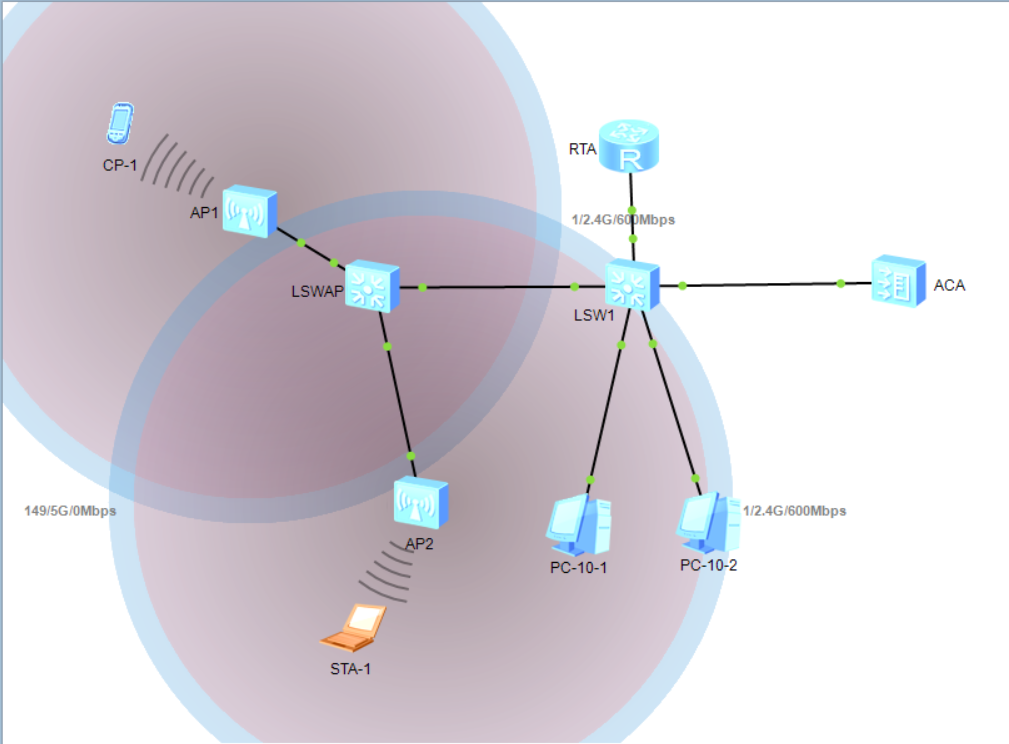 RTA
R
CP-1
AP1
1/2.4G/600Mbps
LSWAP
LSW1
ACA
149/5G/0Mbps
1/2.4G/600Mbps
AP2
PC-10-1
PC-10-2
STA-1